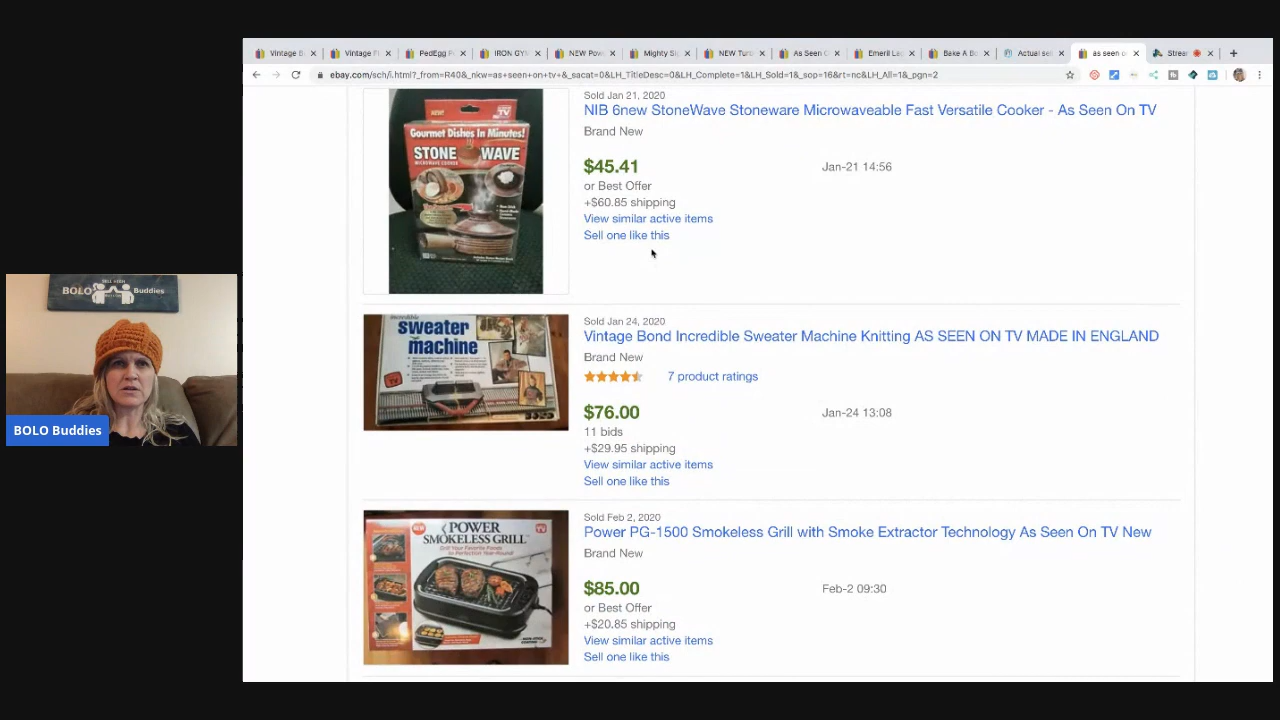 Vintage B
Vintage F
PedEgg P
IRON GYM
NEW Pow
Mighty Si
NEW Turb
As Seen O
Emeril La
Bake A Bo
Actual sel
as seen o
Strea
ebay.com/sch/i.html?_from=R40&_nkw=as+seen+on+tv+&_sacat=0&LH_TitleDesc=0&LH_Complete=1&LH_Sold=1&_sop=16&rt=nc&LH_All=1&_pgn=2
Sold Jan 21, 2020
NIB 6new StoneWave Stoneware Microwaveable Fast Versatile Cooker - As Seen On TV
Brand New
$45.41
Jan-21 14:56
or Best Offer
+$60.85 shipping
View similar active items
Sell one like this
Gourmet Dishes In Minutes!
STONE WAVE
MICROWAVE COOKER
Sold Jan 24, 2020
Vintage Bond Incredible Sweater Machine Knitting AS SEEN ON TV MADE IN ENGLAND
Brand New
7 product ratings
$76.00
Jan-24 13:08
11 bids
+$29.95 shipping
View similar active items
Sell one like this
incredible
sweater
machine
BOND
Sold Feb 2, 2020
Power PG-1500 Smokeless Grill with Smoke Extractor Technology As Seen On TV New
Brand New
$85.00
Feb-2 09:30
or Best Offer
+$20.85 shipping
View similar active items
Sell one like this
POWER
SMOKELESS GRILL
BOLO Buddies
BOLO Buddies